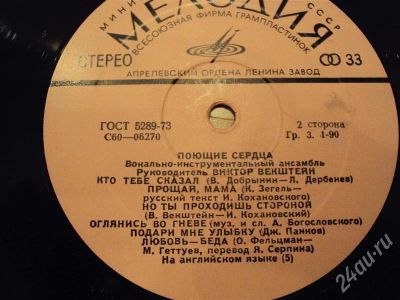 МИНИ СССР
МЕЛОДИЯ
ВСЕСОЮЗНАЯ ФИРМА ГРАМПЛАСТИНОК
СТЕРЕО 33
АПРЕЛЕВСКИЙ ОРДЕНА ЛЕНИНА ЗАВОД
ГОСТ 5289-73 2 сторона
С60—06270 Гр. 3. 1-90
ПОЮЩИЕ СЕРДЦА
Вокально-инструментальный ансамбль
Руководитель ВИКТОР ВЕКШТЕЙН
КТО ТЕБЕ СКАЗАЛ (В. Добрынин—Л. Дербенев)
ПРОЩАЙ, МАМА (К. Зегель—
русский текст И. Кохановского)
НО ТЫ ПРОХОДИШЬ СТОРОНОЙ
(В. Векштейн—И. Кохановский)
ОГЛЯНИСЬ ВО ГНЕВЕ (муз. и сл. А. Богословского)
ПОДАРИ МНЕ УЛЫБКУ (Дж. Панков)
ЛЮБОВЬ—БЕДА (О. Фельцман—
М. Геттуев, перевод Я. Серпина)
На английском языке (5)
24au.ru